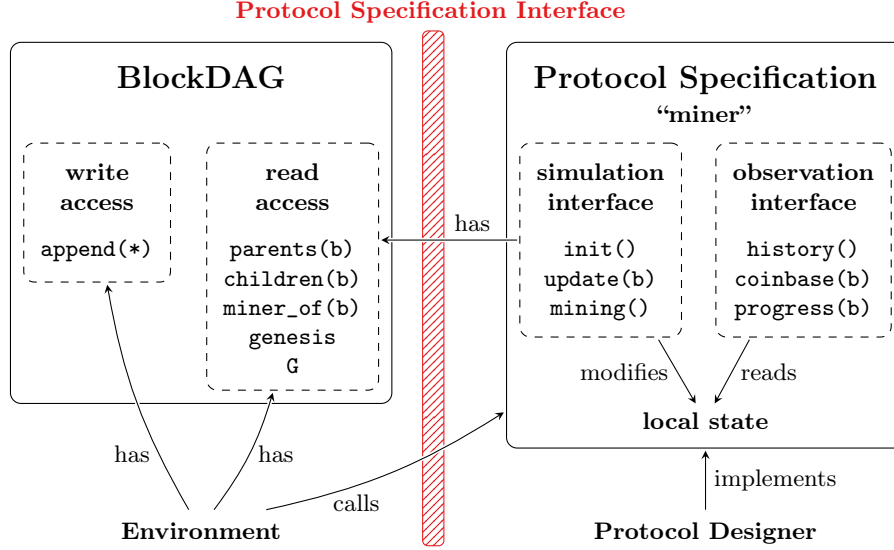 Protocol Specification Interface
BlockDAG
write
access
append(*)
read
access
parents(b)
children(b)
miner_of(b)
genesis
G
has
Protocol Specification
“miner”
simulation
interface
init()
update(b)
mining()
observation
interface
history()
coinbase(b)
progress(b)
modifies
reads
local state
has
has
calls
implements
Environment
Protocol Designer